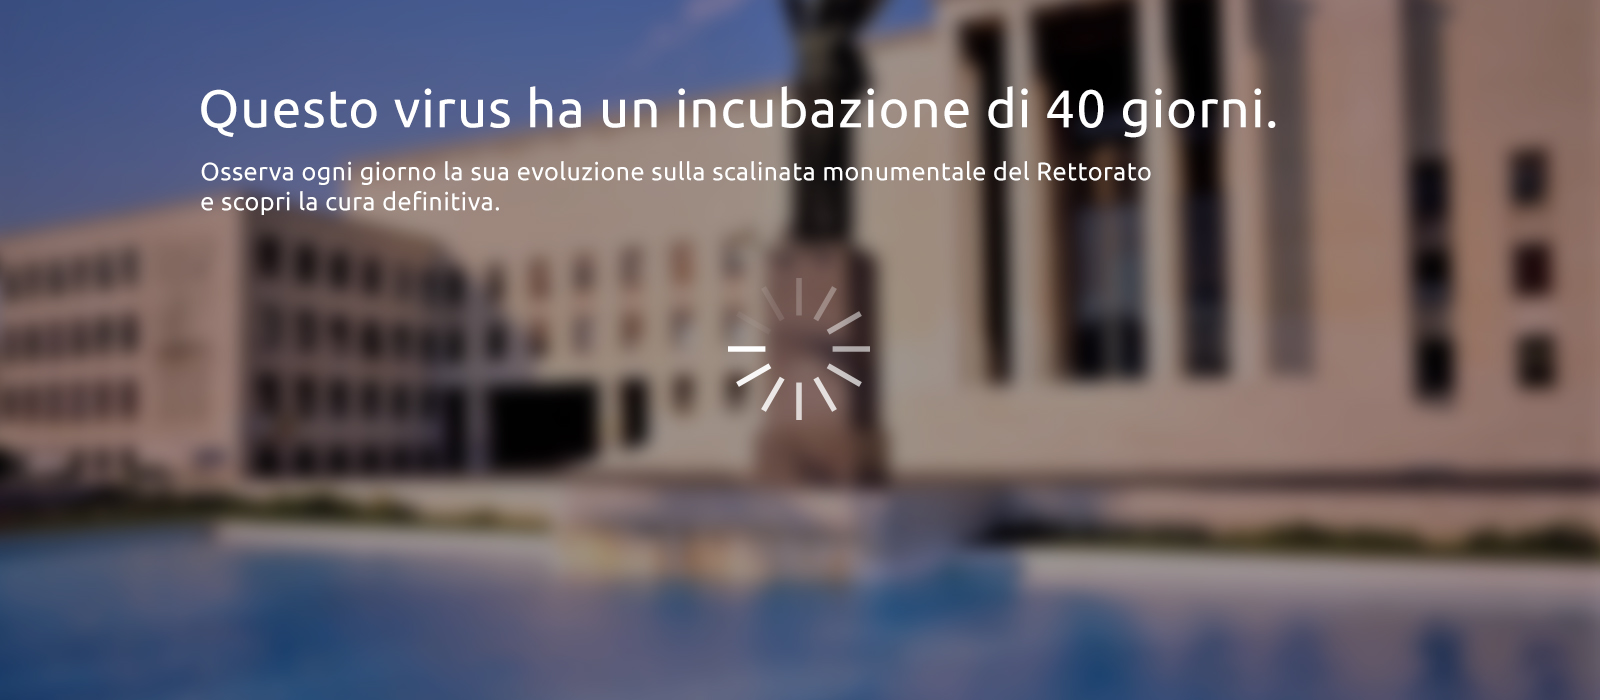 Questo virus ha un incubazione di 40 giorni.
Osserva ogni giorno la sua evoluzione sulla scalinata monumentale del Rettorato
e scopri la cura definitiva.